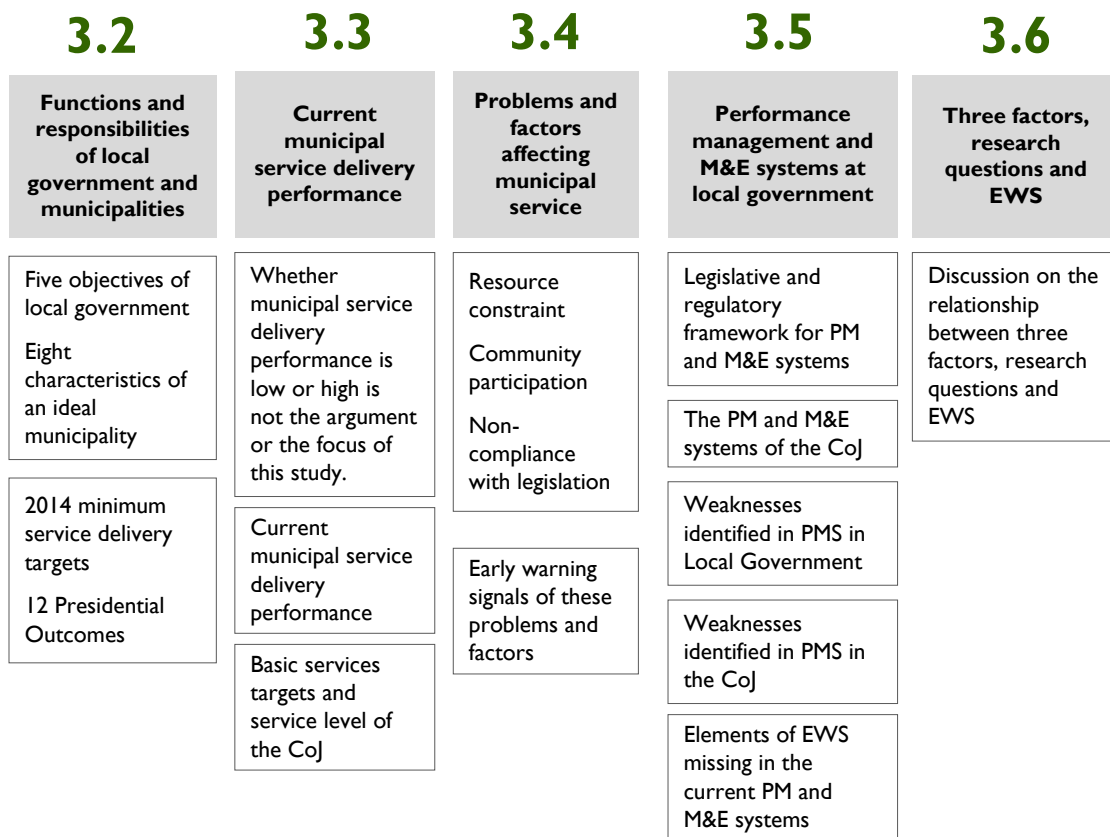 3.2
Functions and
responsibilities
of local
government and
municipalities
Five objectives of
local government
Eight
characteristics of
an ideal
municipality
2014 minimum
service delivery
targets
12 Presidential
Outcomes
3.3
Current
municipal
service delivery
performance
Whether
municipal service
delivery
performance is
low or high is
not the argument
or the focus of
this study.
Current
municipal service
delivery
performance
Basic services
targets and
service level of
the CoJ
3.4
Problems and
factors
affecting
municipal
service
Resource
constraint
Community
participation
Non-
compliance
with legislation
Early warning
signals of these
problems and
factors
3.5
Performance
management and
M&E systems at
local government
Legislative and
regulatory
framework for PM
and M&E systems
The PM and M&E
systems of the CoJ
Weaknesses
identified in PMS in
Local Government
Weaknesses
identified in PMS in
the CoJ
Elements of EWS
missing in the
current PM and
M&E systems
3.6
Three factors,
research
questions and
EWS
Discussion on the
relationship
between three
factors, research
questions and
EWS